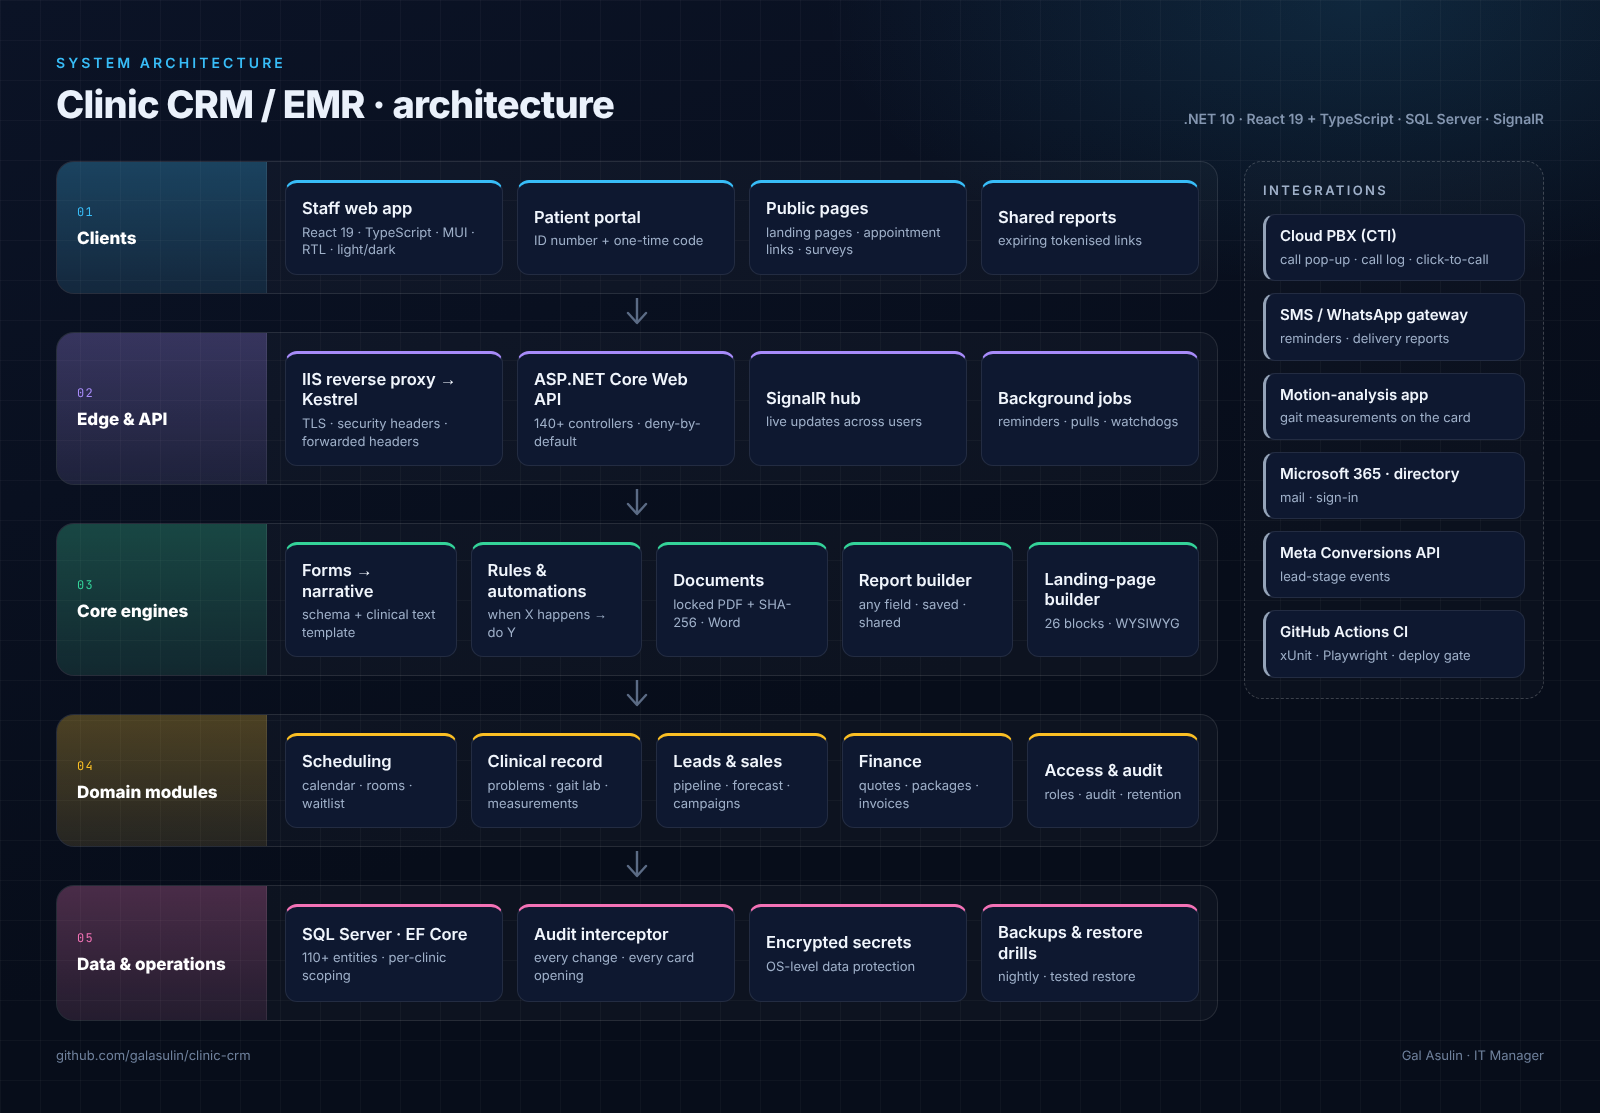 SYSTEM ARCHITECTURE
Clinic CRM / EMR · architecture
.NET 10 · React 19 + TypeScript · SQL Server · SignalR
01
Clients
Staff web app
React 19 · TypeScript · MUI ·
RTL · light/dark
Patient portal
ID number + one-time code
Public pages
landing pages · appointment
links · surveys
Shared reports
expiring tokenised links
02
Edge & API
IIS reverse proxy →
Kestrel
TLS · security headers ·
forwarded headers
ASP.NET Core Web
API
140+ controllers · deny-by-
default
SignalR hub
live updates across users
Background jobs
reminders · pulls · watchdogs
03
Core engines
Forms →
narrative
schema + clinical text
template
Rules &
automations
when X happens →
do Y
Documents
locked PDF + SHA-
256 · Word
Report builder
any field · saved ·
shared
Landing-page
builder
26 blocks · WYSIWYG
04
Domain modules
Scheduling
calendar · rooms ·
waitlist
Clinical record
problems · gait lab ·
measurements
Leads & sales
pipeline · forecast ·
campaigns
Finance
quotes · packages ·
invoices
Access & audit
roles · audit · retention
05
Data & operations
SQL Server · EF Core
110+ entities · per-clinic
scoping
Audit interceptor
every change · every card
opening
Encrypted secrets
OS-level data protection
Backups & restore
drills
nightly · tested restore
INTEGRATIONS
Cloud PBX (CTI)
call pop-up · call log · click-to-call
SMS / WhatsApp gateway
reminders · delivery reports
Motion-analysis app
gait measurements on the card
Microsoft 365 · directory
mail · sign-in
Meta Conversions API
lead-stage events
GitHub Actions CI
xUnit · Playwright · deploy gate
github.com/galasulin/clinic-crm
Gal Asulin · IT Manager